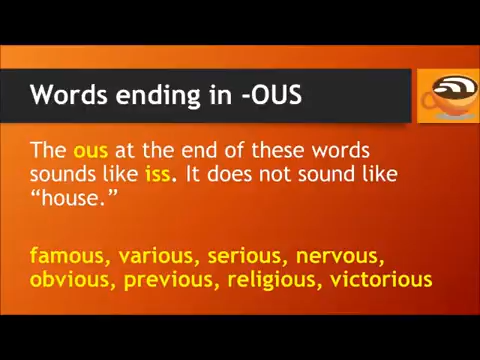 Words ending in -OUS
The ous at the end of these words
sounds like iss. It does not sound like
“house.”
famous, various, serious, nervous,
obvious, previous, religious, victorious